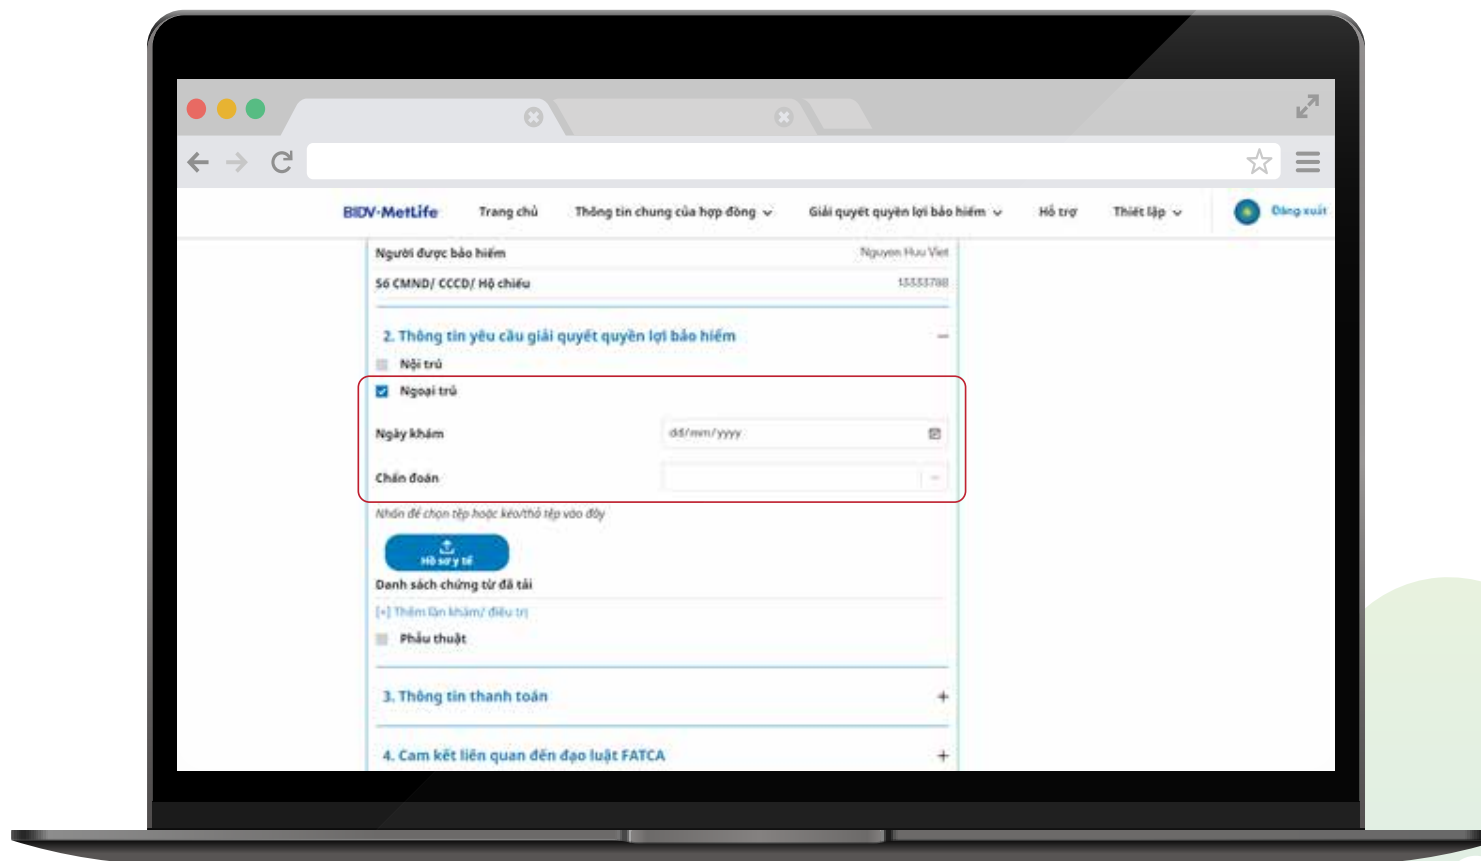 BIDV-MetLife Trang chủ Thông tin chung của hợp đồng Giải quyết quyền lợi bảo hiểm Hỗ trợ Thiết lập Đăng xuất
Người được bảo hiểm Nguyen Huu Viet
Số CMND/ CCCD/ Hộ chiếu 13333788
2. Thông tin yêu cầu giải quyết quyền lợi bảo hiểm
Nội trú
Ngoại trú
Ngày khám dd/mm/yyyy
Chẩn đoán
Nhấn để chọn tệp hoặc kéo/thả tệp vào đây
Hồ sơ y tế
Danh sách chứng từ đã tải
[+] Thêm lần khám/ điều trị
Phẫu thuật
3. Thông tin thanh toán +
4. Cam kết liên quan đến đạo luật FATCA +